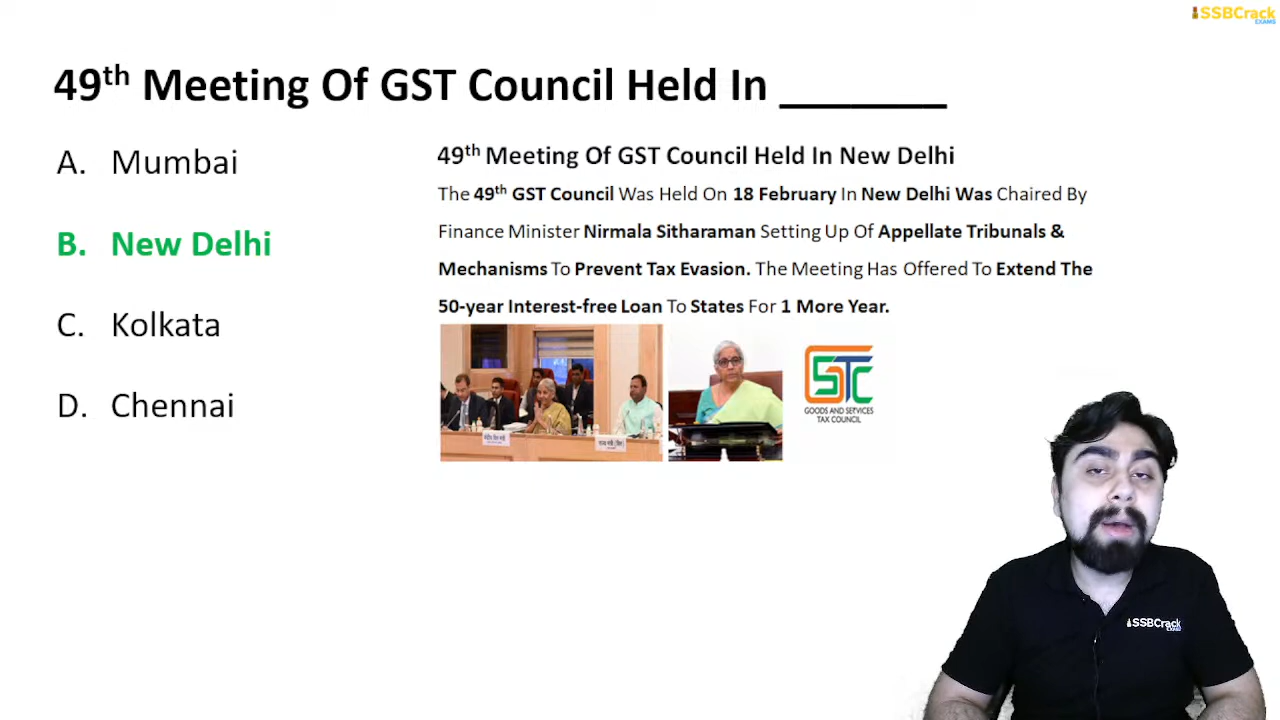 SSBCrack
EXAMS
49th Meeting Of GST Council Held In _______
A. Mumbai
B. New Delhi
C. Kolkata
D. Chennai
49th Meeting Of GST Council Held In New Delhi
The 49th GST Council Was Held On 18 February In New Delhi Was Chaired By
Finance Minister Nirmala Sitharaman Setting Up Of Appellate Tribunals &
Mechanisms To Prevent Tax Evasion. The Meeting Has Offered To Extend The
50-year Interest-free Loan To States For 1 More Year.
GOODS AND SERVICES
TAX COUNCIL
SSBCrack
EXAMS